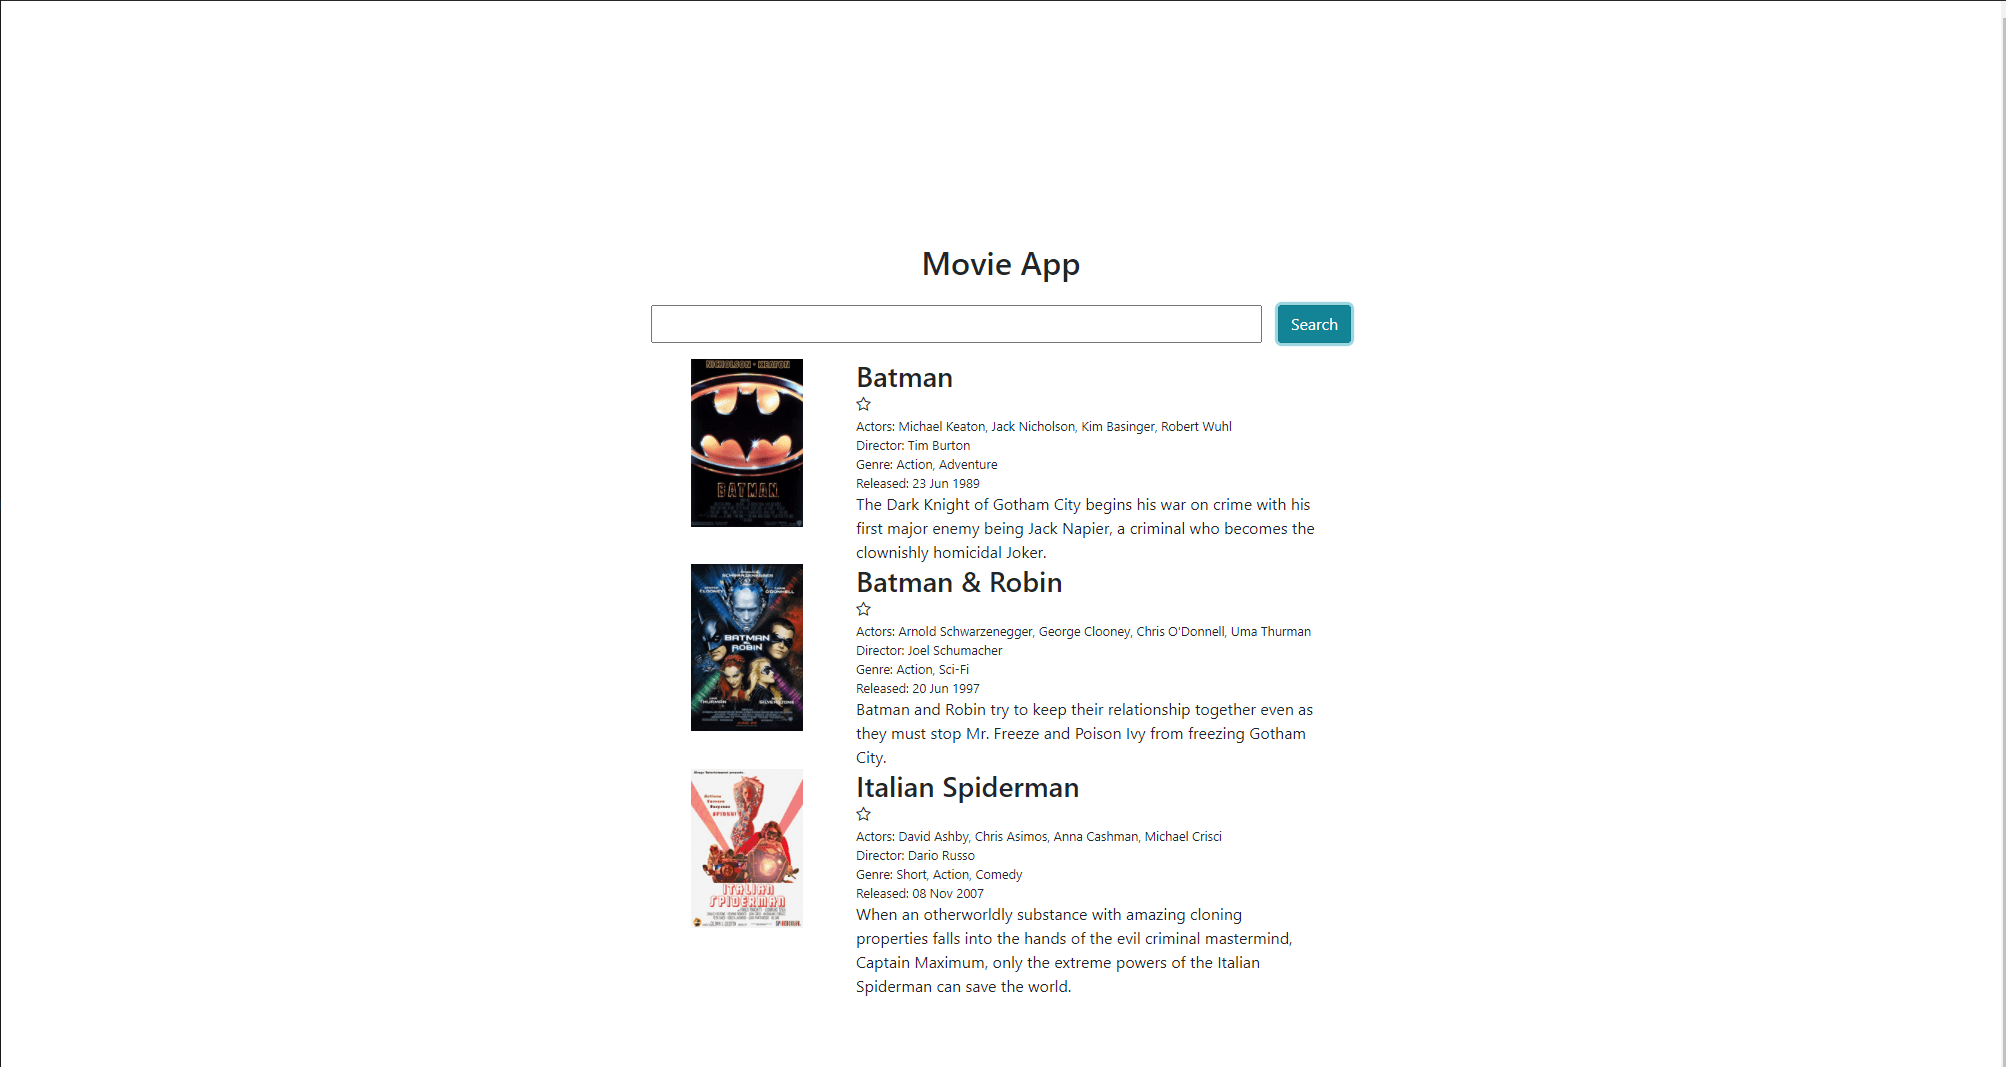 Movie App
Search
NICHOLSON · KEATON
BATMAN
Batman
Actors: Michael Keaton, Jack Nicholson, Kim Basinger, Robert Wuhl
Director: Tim Burton
Genre: Action, Adventure
Released: 23 Jun 1989
The Dark Knight of Gotham City begins his war on crime with his
first major enemy being Jack Napier, a criminal who becomes the
clownishly homicidal Joker.
SCHWARZENEGGER
CLOONEY
O'DONNELL
BATMAN
ROBIN
THURMAN
SILVERSTONE
Batman & Robin
Actors: Arnold Schwarzenegger, George Clooney, Chris O'Donnell, Uma Thurman
Director: Joel Schumacher
Genre: Action, Sci-Fi
Released: 20 Jun 1997
Batman and Robin try to keep their relationship together even as
they must stop Mr. Freeze and Poison Ivy from freezing Gotham
City.
ITALIAN
SPIDERMAN
Italian Spiderman
Actors: David Ashby, Chris Asimos, Anna Cashman, Michael Crisci
Director: Dario Russo
Genre: Short, Action, Comedy
Released: 08 Nov 2007
When an otherworldly substance with amazing cloning
properties falls into the hands of the evil criminal mastermind,
Captain Maximum, only the extreme powers of the Italian
Spiderman can save the world.